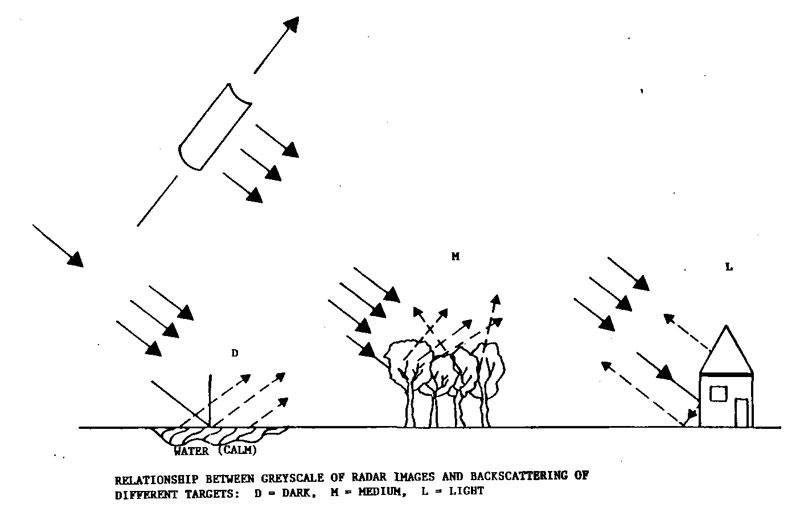 M
L
D
WATER (CALM)
RELATIONSHIP BETWEEN GREYSCALE OF RADAR IMAGES AND BACKSCATTERING OF
DIFFERENT TARGETS: D = DARK, M = MEDIUM, L = LIGHT